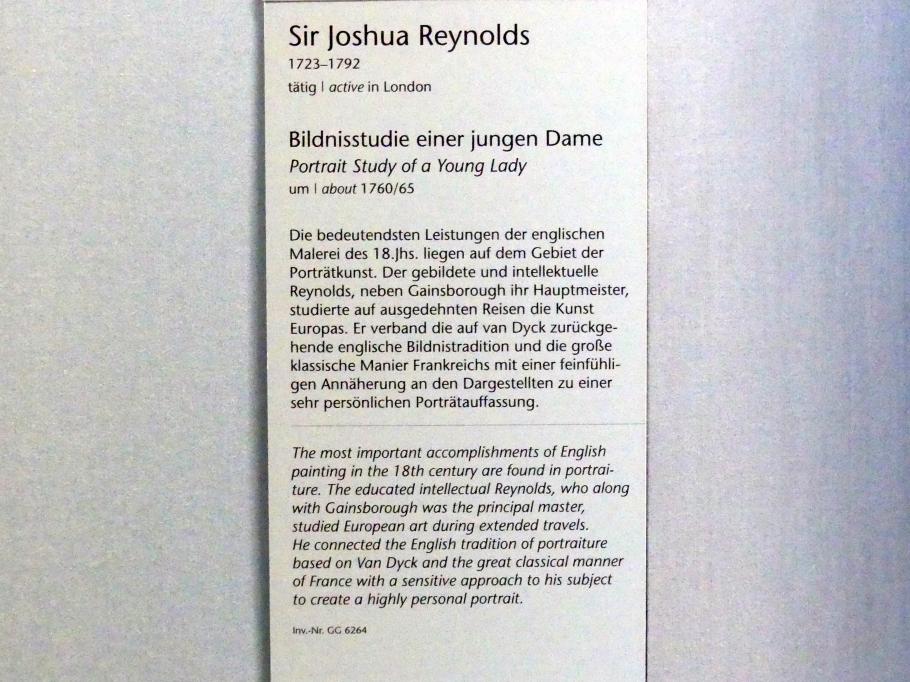 Sir Joshua Reynolds
1723–1792
tätig | active in London
Bildnisstudie einer jungen Dame
Portrait Study of a Young Lady
um | about 1760/65
Die bedeutendsten Leistungen der englischen
Malerei des 18.Jhs. liegen auf dem Gebiet der
Porträtkunst. Der gebildete und intellektuelle
Reynolds, neben Gainsborough ihr Hauptmeister,
studierte auf ausgedehnten Reisen die Kunst
Europas. Er verband die auf van Dyck zurückge-
hende englische Bildnistradition und die große
klassische Manier Frankreichs mit einer feinfühli-
gen Annäherung an den Dargestellten zu einer
sehr persönlichen Porträtauffassung.
The most important accomplishments of English
painting in the 18th century are found in portrai-
ture. The educated intellectual Reynolds, who along
with Gainsborough was the principal master,
studied European art during extended travels.
He connected the English tradition of portraiture
based on Van Dyck and the great classical manner
of France with a sensitive approach to his subject
to create a highly personal portrait.
Inv.-Nr. GG 6264